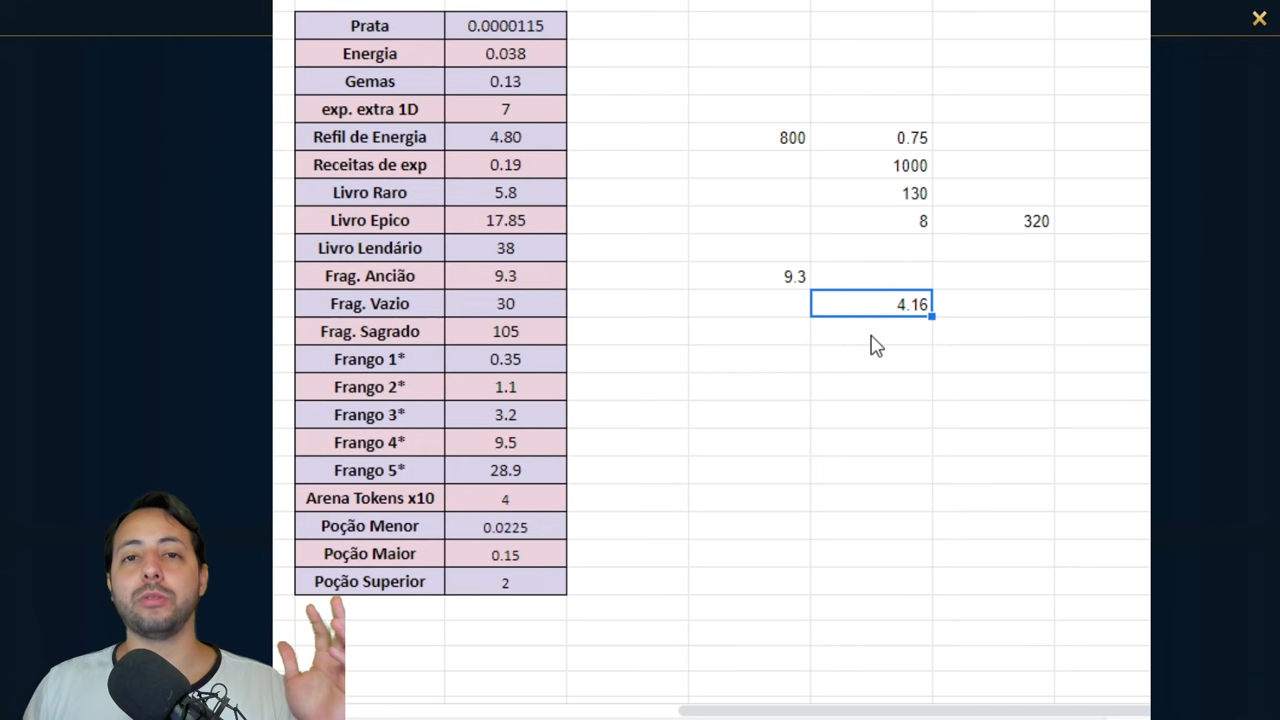 Prata 0.0000115
Energia 0.038
Gemas 0.13
exp. extra 1D 7
Refil de Energia 4.80 800 0.75
Receitas de exp 0.19 1000
Livro Raro 5.8 130
Livro Epico 17.85 8 320
Livro Lendário 38
Frag. Ancião 9.3 9.3
Frag. Vazio 30 4.16
Frag. Sagrado 105
Frango 1* 0.35
Frango 2* 1.1
Frango 3* 3.2
Frango 4* 9.5
Frango 5* 28.9
Arena Tokens x10 4
Poção Menor 0.0225
Poção Maior 0.15
Poção Superior 2